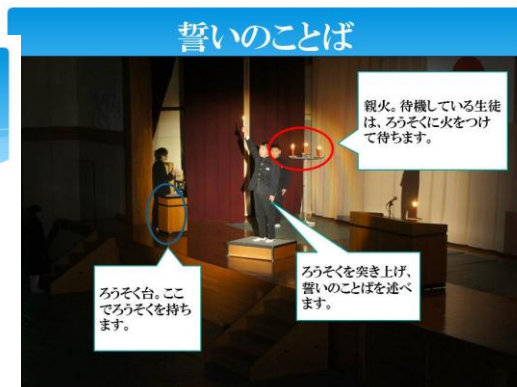 誓いのことば
親火。待機している生徒
は、ろうそくに火をつけ
て待ちます。
ろうそくを突き上げ、
誓いのことばを述べ
ます。
ろうそく台。ここ
でろうそくを持ち
ます。